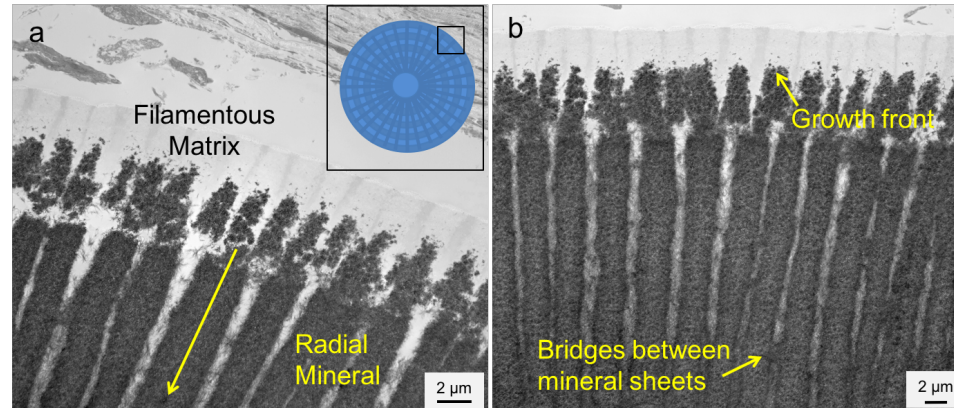 a
Filamentous
Matrix
Radial
Mineral
2 µm
b
Growth front
Bridges between
mineral sheets
2 µm